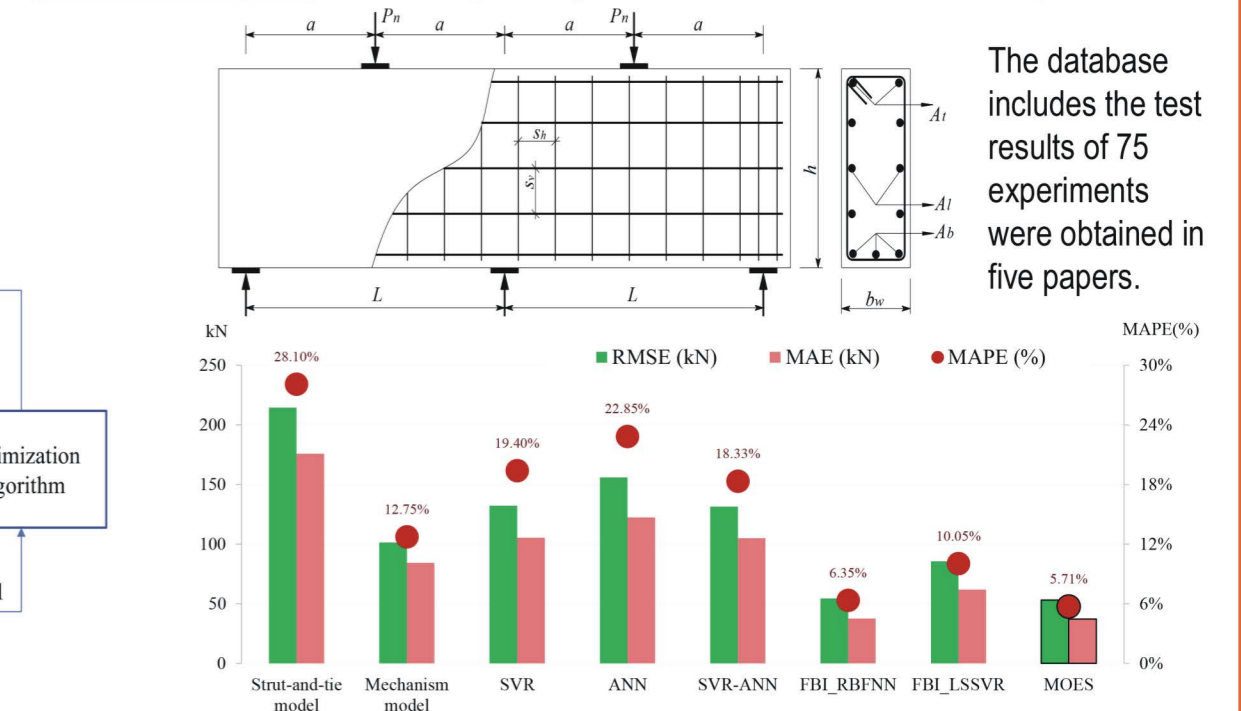 a a a a
Pn Pn
sh
sv
h
At
Al
Ab
L L
bw
The database
includes the test
results of 75
experiments
were obtained in
five papers.
kN
MAPE(%)
RMSE (kN) MAE (kN) MAPE (%)
250
200
150
100
50
0
30%
24%
18%
12%
6%
0%
28.10%
12.75%
19.40%
22.85%
18.33%
6.35%
10.05%
5.71%
Strut-and-tie
model
Mechanism
model
SVR
ANN
SVR-ANN
FBI_RBFNN
FBI_LSSVR
MOES
imization
gorithm